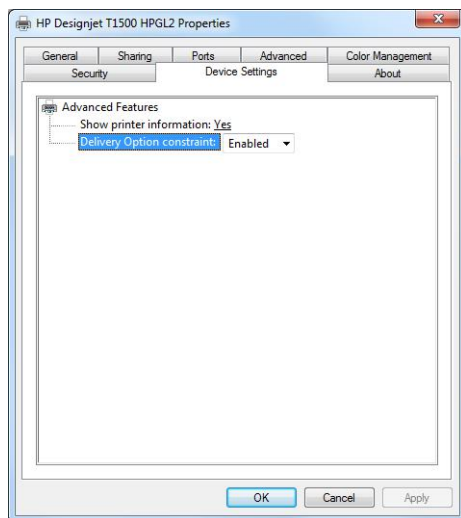 HP Designjet T1500 HPGL2 Properties
General Sharing Ports Advanced Color Management
Security Device Settings About
Advanced Features
Show printer information: Yes
Delivery Option constraint: Enabled
OK Cancel Apply